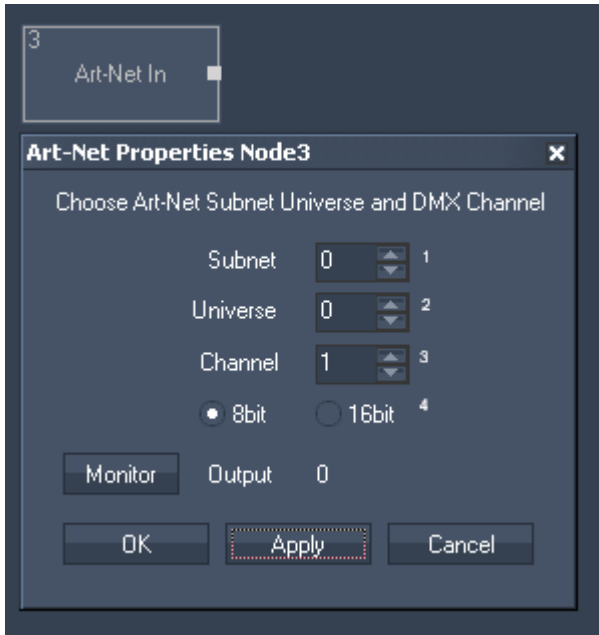 3
Art-Net In
Art-Net Properties Node3
Choose Art-Net Subnet Universe and DMX Channel
Subnet 0 1
Universe 0 2
Channel 1 3
8bit 16bit 4
Monitor Output 0
OK Apply Cancel